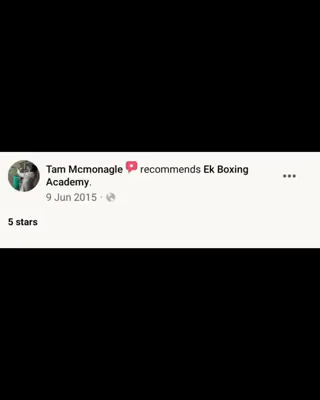 Tam Mcmonagle recommends Ek Boxing
Academy.
9 Jun 2015 ·
5 stars